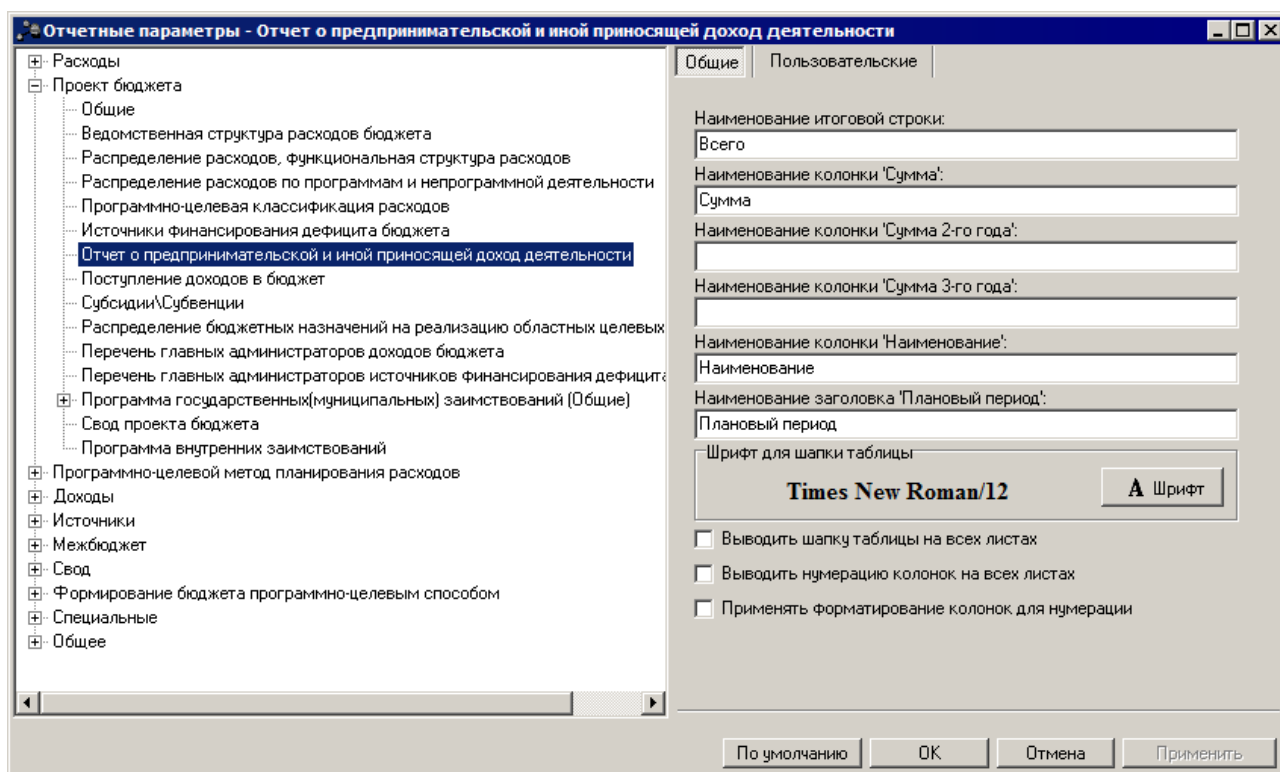 Отчетные параметры - Отчет о предпринимательской и иной приносящей доход деятельности
Расходы
Проект бюджета
Общие
Ведомственная структура расходов бюджета
Распределение расходов, функциональная структура расходов
Распределение расходов по программам и непрограммной деятельности
Программно-целевая классификация расходов
Источники финансирования дефицита бюджета
Отчет о предпринимательской и иной приносящей доход деятельности
Поступление доходов в бюджет
Субсидии\Субвенции
Распределение бюджетных назначений на реализацию областных целевых
Перечень главных администраторов доходов бюджета
Перечень главных администраторов источников финансирования дефицита
Программа государственных(муниципальных) заимствований (Общие)
Свод проекта бюджета
Программа внутренних заимствований
Программно-целевой метод планирования расходов
Доходы
Источники
Межбюджет
Свод
Формирование бюджета программно-целевым способом
Специальные
Общее
Общие
Пользовательские
Наименование итоговой строки:
Всего
Наименование колонки 'Сумма':
Сумма
Наименование колонки 'Сумма 2-го года':
Наименование колонки 'Сумма 3-го года':
Наименование колонки 'Наименование':
Наименование
Наименование заголовка 'Плановый период':
Плановый период
Шрифт для шапки таблицы
Times New Roman/12
A Шрифт
Выводить шапку таблицы на всех листах
Выводить нумерацию колонок на всех листах
Применять форматирование колонок для нумерации
По умолчанию
OK
Отмена
Применить